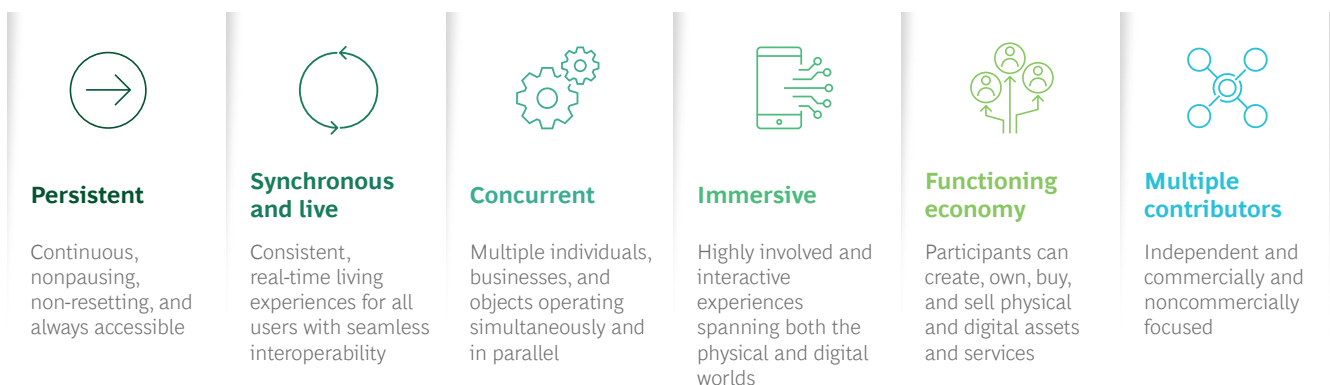 Persistent
Continuous,
nonpausing,
non-resetting, and
always accessible
Synchronous
and live
Consistent,
real-time living
experiences for all
users with seamless
interoperability
Concurrent
Multiple individuals,
businesses, and
objects operating
simultaneously and
in parallel
Immersive
Highly involved and
interactive
experiences
spanning both the
physical and digital
worlds
Functioning
economy
Participants can
create, own, buy,
and sell physical
and digital assets
and services
Multiple
contributors
Independent and
commercially and
noncommercially
focused